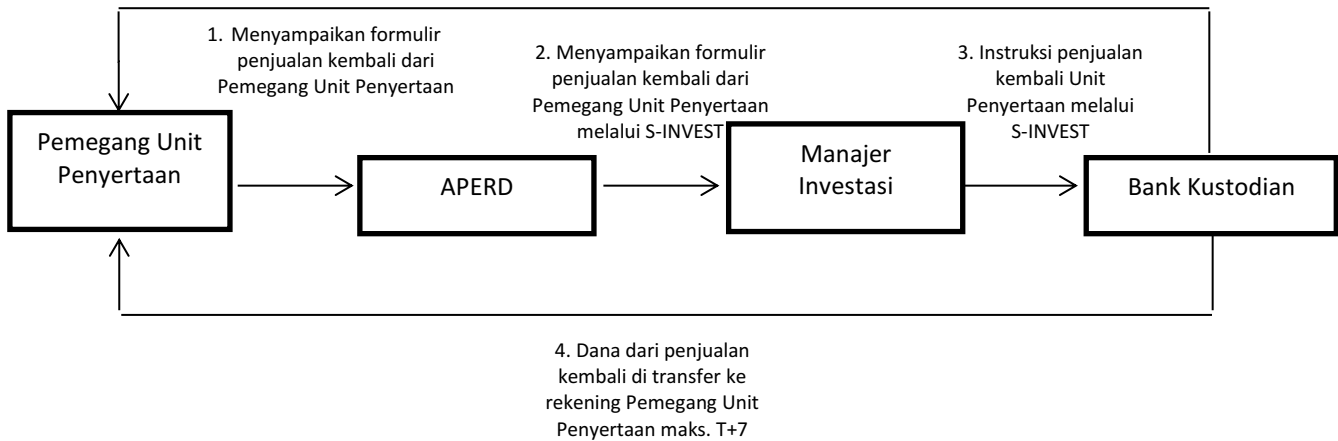 1. Menyampaikan formulir
penjualan kembali dari
Pemegang Unit Penyertaan
2. Menyampaikan formulir
penjualan kembali dari
Pemegang Unit Penyertaan
melalui S-INVEST
3. Instruksi penjualan
kembali Unit
Penyertaan melalui
S-INVEST
Pemegang Unit
Penyertaan
APERD
Manajer
Investasi
Bank Kustodian
4. Dana dari penjualan
kembali di transfer ke
rekening Pemegang Unit
Penyertaan maks. T+7